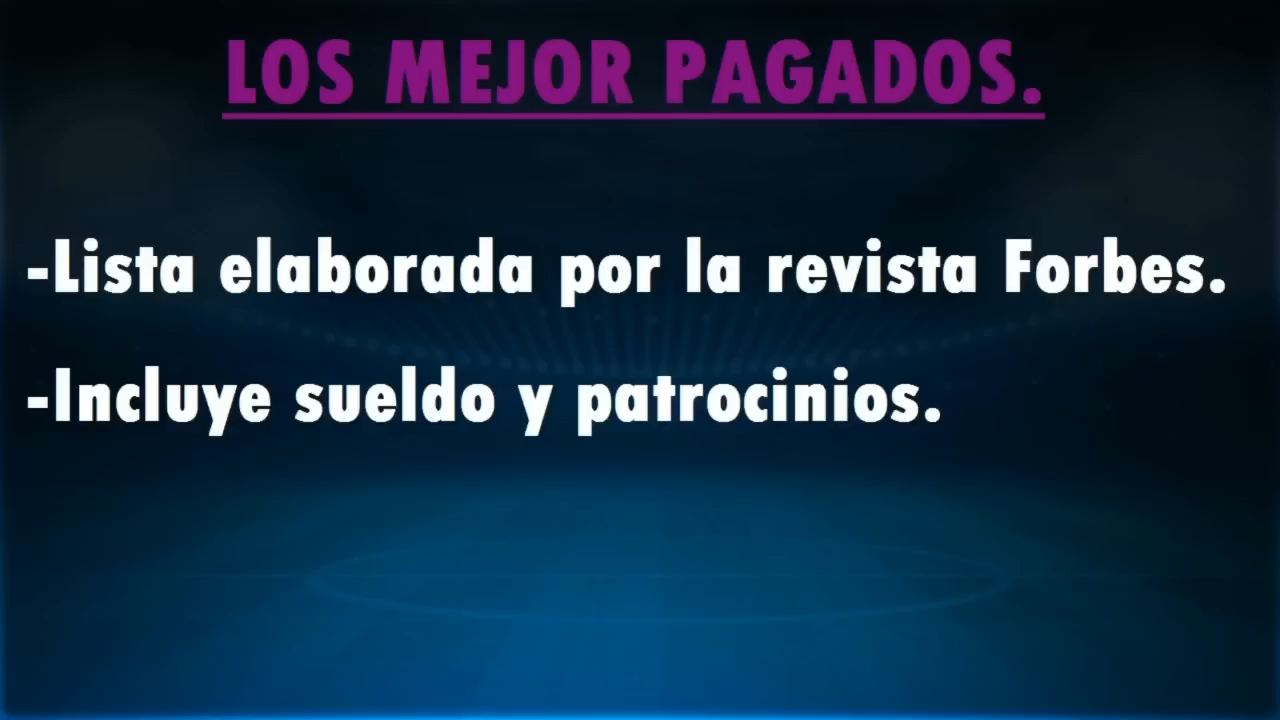 LOS MEJOR PAGADOS.
-Lista elaborada por la revista Forbes.
-Incluye sueldo y patrocinios.